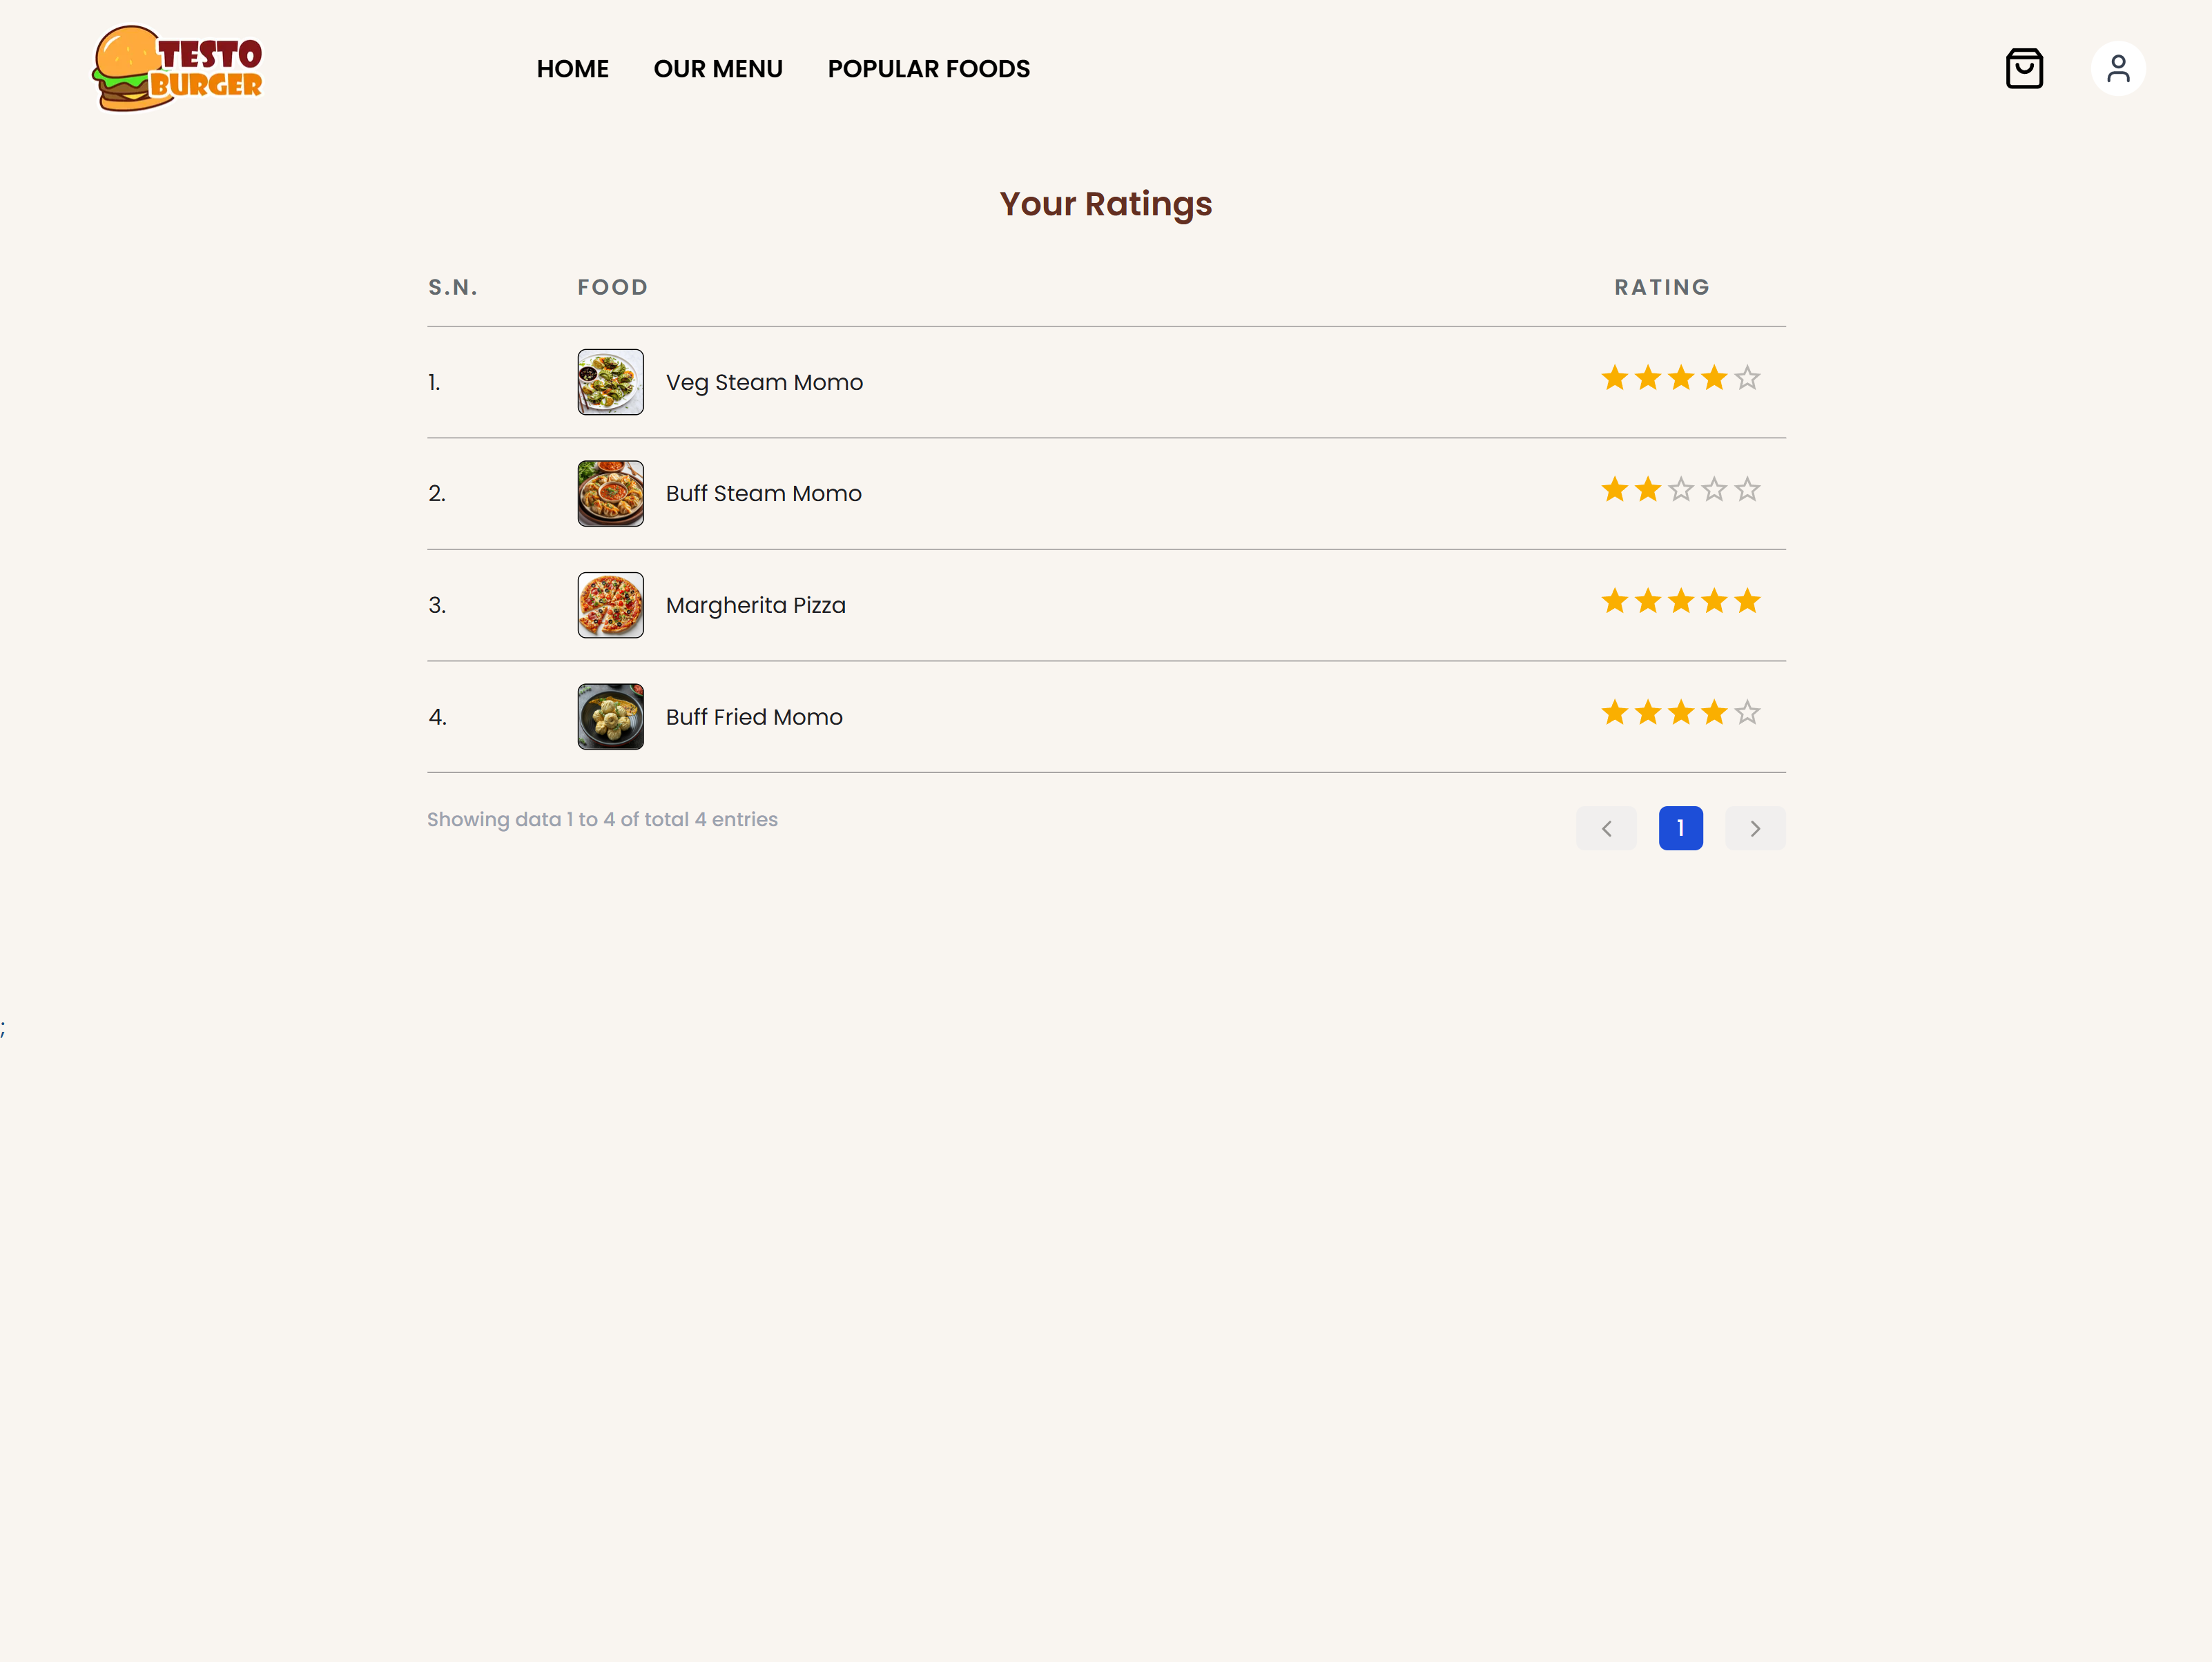 TESTO
BURGER
HOME OUR MENU POPULAR FOODS
Your Ratings
S.N. FOOD RATING
1. Veg Steam Momo
2. Buff Steam Momo
3. Margherita Pizza
4. Buff Fried Momo
Showing data 1 to 4 of total 4 entries
1
;